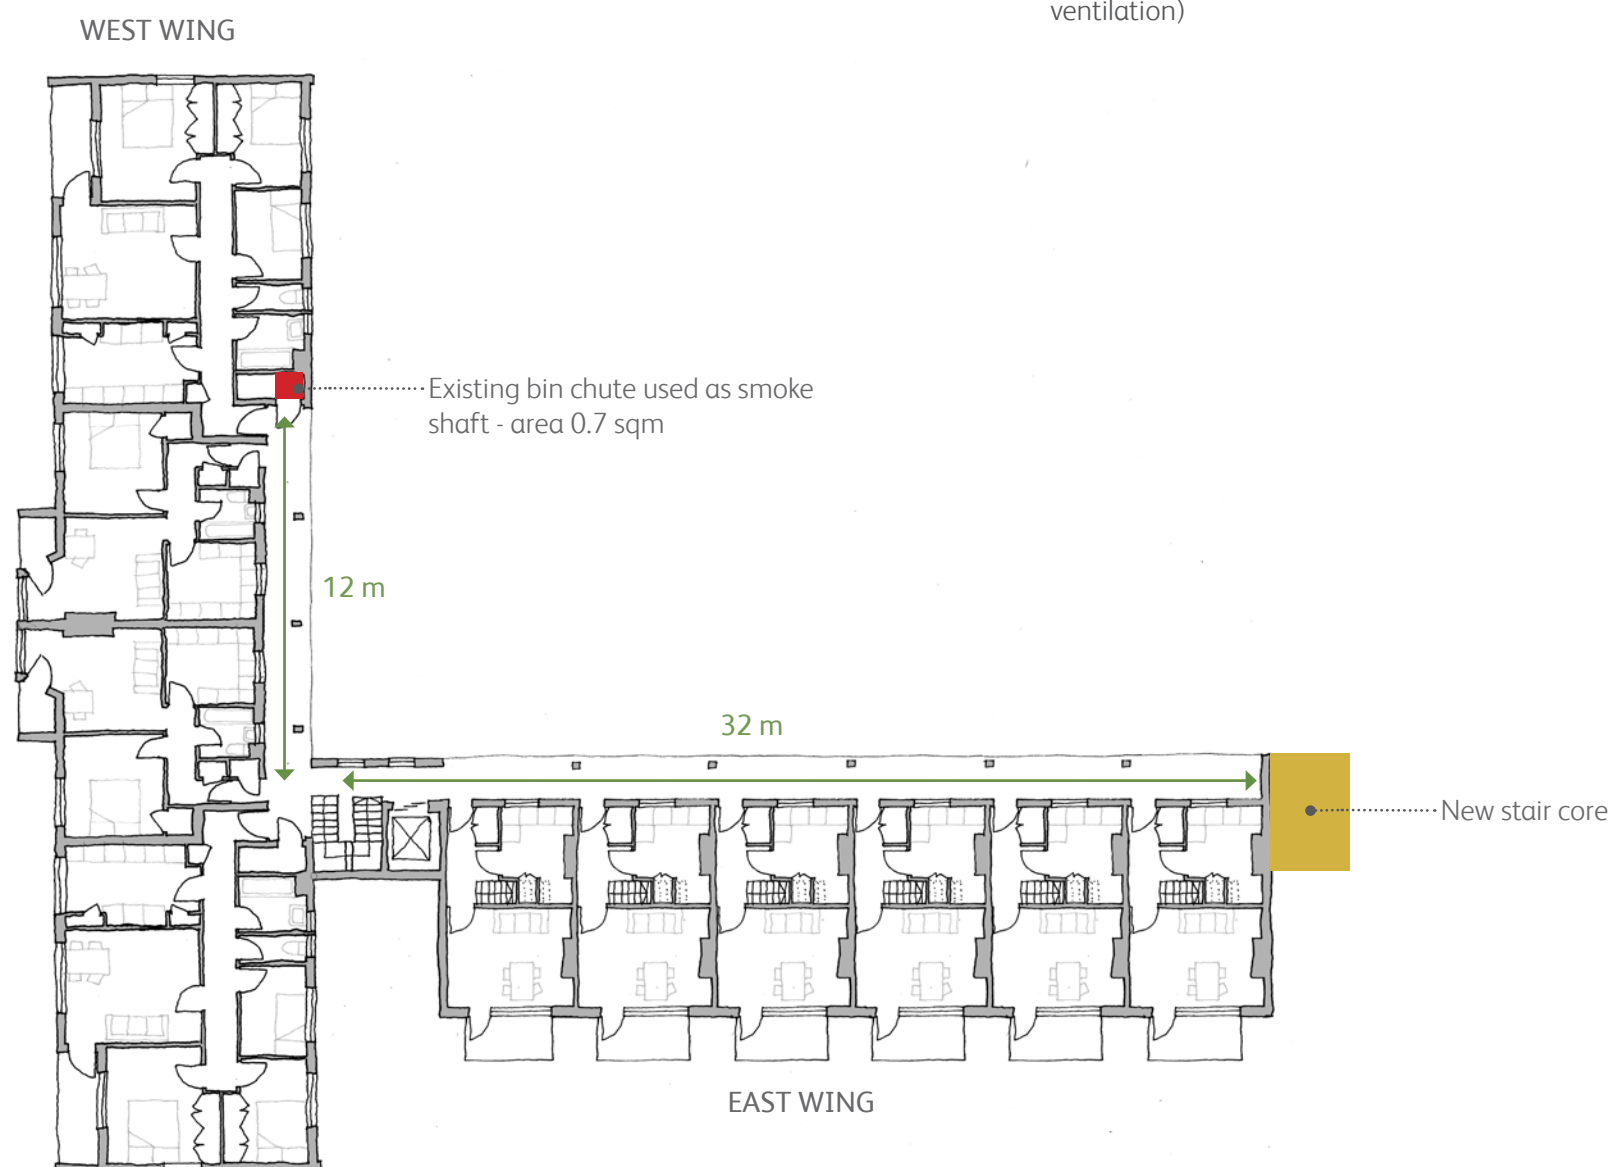 ventilation)
WEST WING
Existing bin chute used as smoke
shaft - area 0.7 sqm
12 m
32 m
New stair core
EAST WING